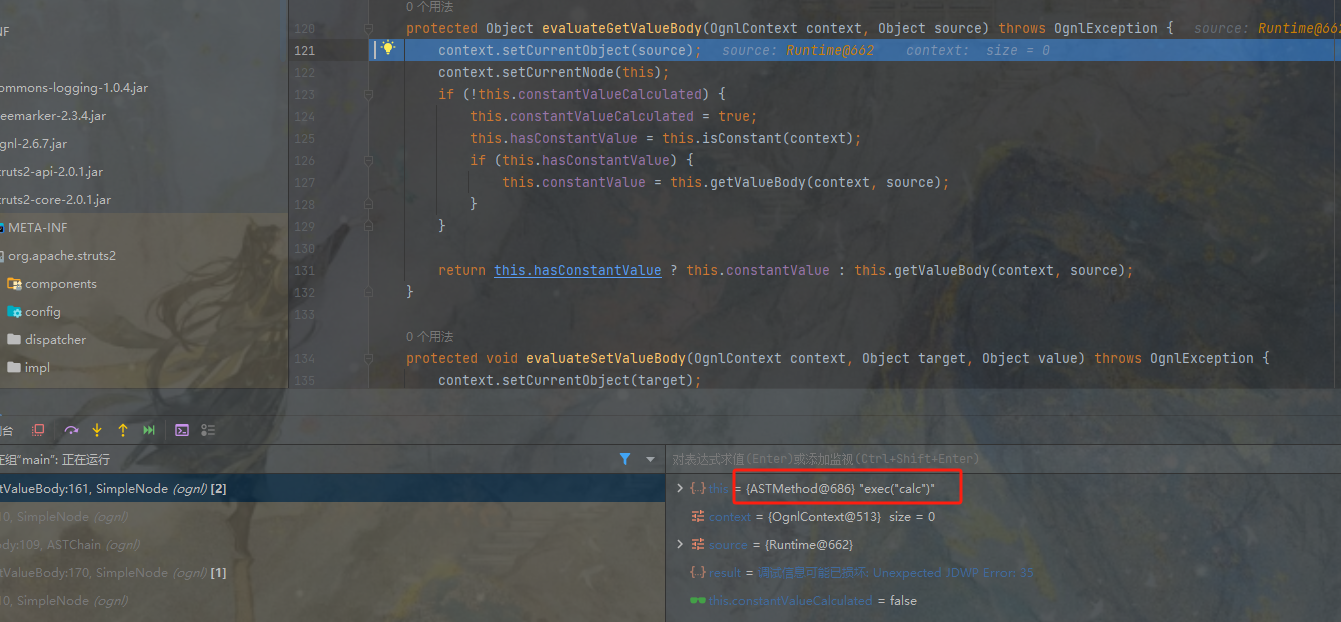 0 个用法
120 protected Object evaluateGetValueBody(OgnlContext context, Object source) throws OgnlException { source: Runtime@662
121 context.setCurrentObject(source); source: Runtime@662 context: size = 0
122 context.setCurrentNode(this);
123 if (!this.constantValueCalculated) {
124 this.constantValueCalculated = true;
125 this.hasConstantValue = this.isConstant(context);
126 if (this.hasConstantValue) {
127 this.constantValue = this.getValueBody(context, source);
128 }
129 }
130
131 return this.hasConstantValue ? this.constantValue : this.getValueBody(context, source);
132 }
133
0 个用法
134 protected void evaluateSetValueBody(OgnlContext context, Object target, Object value) throws OgnlException {
135 context.setCurrentObject(target);
NF
ommons-logging-1.0.4.jar
eemarker-2.3.4.jar
gnl-2.6.7.jar
truts2-api-2.0.1.jar
truts2-core-2.0.1.jar
META-INF
org.apache.struts2
components
config
dispatcher
impl
台
在组"main": 正在运行
tValueBody:161, SimpleNode (ognl) [2]
10, SimpleNode (ognl)
ody:109, ASTChain (ognl)
tValueBody:170, SimpleNode (ognl) [1]
10, SimpleNode (ognl)
对表达式求值(Enter)或添加监视(Ctrl+Shift+Enter)
this = {ASTMethod@686} "exec("calc")"
context = {OgnlContext@513} size = 0
source = {Runtime@662}
result = 调试信息可能已损坏: Unexpected JDWP Error: 35
this.constantValueCalculated = false